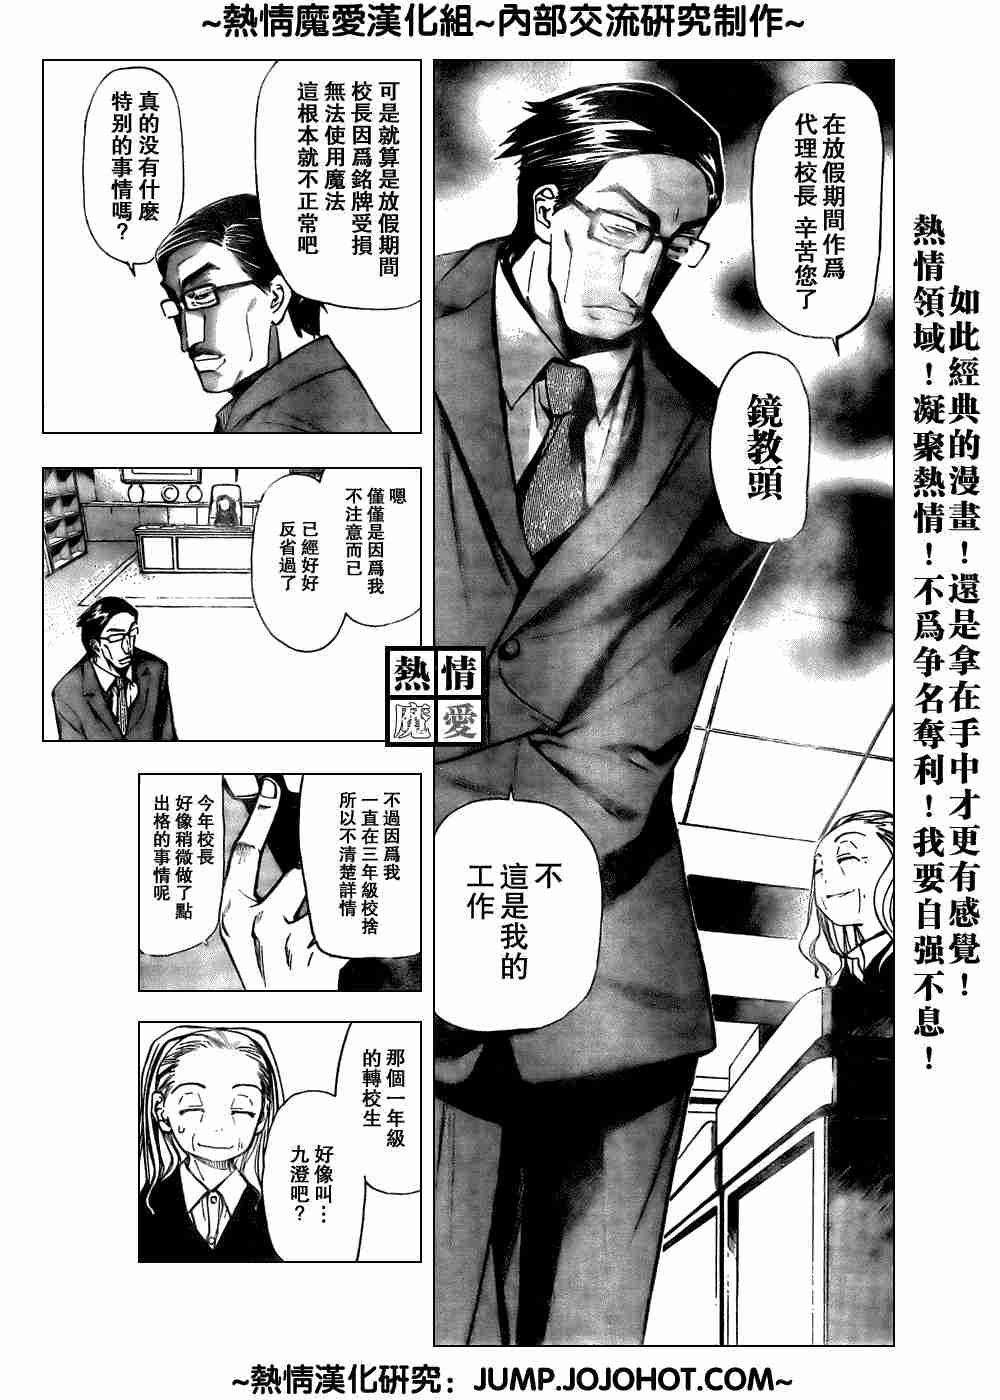 ~熱情魔愛漢化組~內部交流研究制作~
在放假期間作爲
代理校長 辛苦您了
鏡教頭
不
這是我的
工作
可是就算是放假期間
校長因爲銘牌受損
無法使用魔法
這根本就不正常吧
真的没有什麽
特别的事情嗎？
嗯
僅僅是因爲我
不注意而已
已經好好
反省過了
熱情
魔愛
不過因爲我
一直在三年級校捨
所以不清楚詳情
今年校長
好像稍微做了點
出格的事情呢
那個一年級
的轉校生
好像叫…
九澄吧？
如此經典的漫畫！還是拿在手中才更有感覺！
熱情領域！凝聚熱情！不爲争名奪利！我要自强不息！
~熱情漢化研究：JUMP.JOJOHOT.COM~